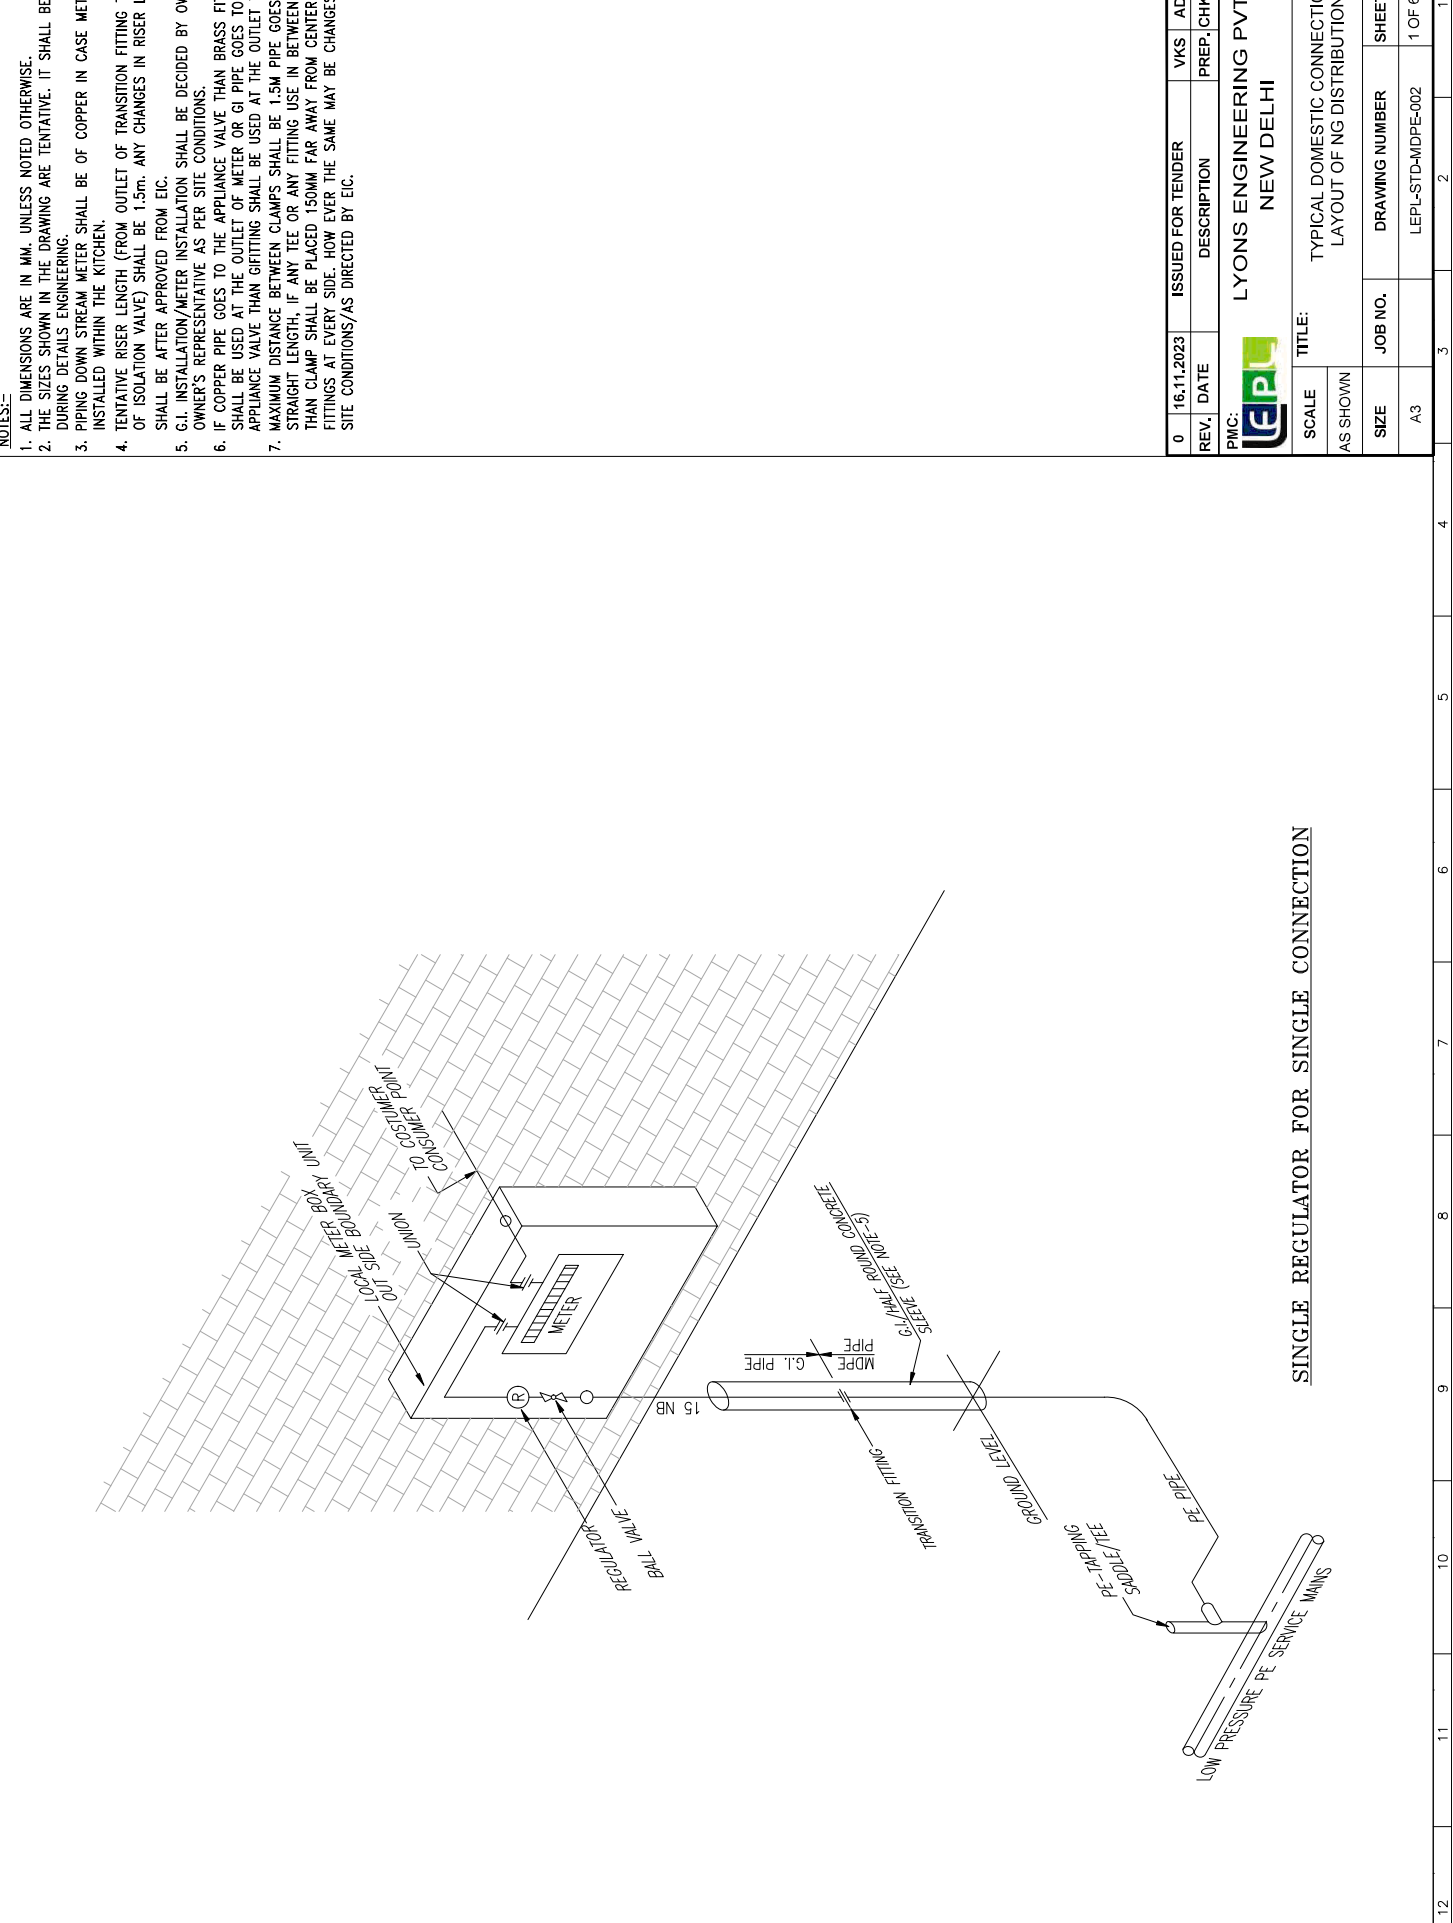 NOTES:-
1. ALL DIMENSIONS ARE IN MM. UNLESS NOTED OTHERWISE.
2. THE SIZES SHOWN IN THE DRAWING ARE TENTATIVE. IT SHALL BE
DURING DETAILS ENGINEERING.
3. PIPING DOWN STREAM METER SHALL BE OF COPPER IN CASE MET
INSTALLED WITHIN THE KITCHEN.
4. TENTATIVE RISER LENGTH (FROM OUTLET OF TRANSITION FITTING
OF ISOLATION VALVE) SHALL BE 1.5m. ANY CHANGES IN RISER L
SHALL BE AFTER APPROVED FROM EIC.
5. G.I. INSTALLATION/METER INSTALLATION SHALL BE DECIDED BY OW
OWNER'S REPRESENTATIVE AS PER SITE CONDITIONS.
6. IF COPPER PIPE GOES TO THE APPLIANCE VALVE THAN BRASS FI
SHALL BE USED AT THE OUTLET OF METER OR GI PIPE GOES TO
APPLIANCE VALVE THAN GIFITTING SHALL BE USED AT THE OUTLET
7. MAXIMUM DISTANCE BETWEEN CLAMPS SHALL BE 1.5M PIPE GOES
STRAIGHT LENGTH, IF ANY TEE OR ANY FITTING USE IN BETWEEN
THAN CLAMP SHALL BE PLACED 150MM FAR AWAY FROM CENTER
FITTINGS AT EVERY SIDE. HOW EVER THE SAME MAY BE CHANGES
SITE CONDITIONS/AS DIRECTED BY EIC.
LOCAL METER BOX
OUT SIDE BOUNDARY UNIT
UNION
TO COSTUMER
CONSUMER POINT
METER
R
REGULATOR
BALL VALVE
15 NB
G.I. PIPE
MDPE
PIPE
G.I./HALF ROUND CONCRETE
SLEEVE (SEE NOTE-5)
TRANSITION FITTING
GROUND LEVEL
PE PIPE
PE-TAPPING
SADDLE/TEE
LOW PRESSURE PE SERVICE MAINS
SINGLE REGULATOR FOR SINGLE CONNECTION
0 16.11.2023 ISSUED FOR TENDER VKS AD
REV. DATE DESCRIPTION PREP. CHK
PMC:
LEPL
LYONS ENGINEERING PVT
NEW DELHI
SCALE
AS SHOWN
TITLE:
TYPICAL DOMESTIC CONNECTIO
LAYOUT OF NG DISTRIBUTION
SIZE JOB NO. DRAWING NUMBER SHEET
A3 LEPL-STD-MDPE-002 1 OF 6
12 11 10 9 8 7 6 5 4 3 2 1